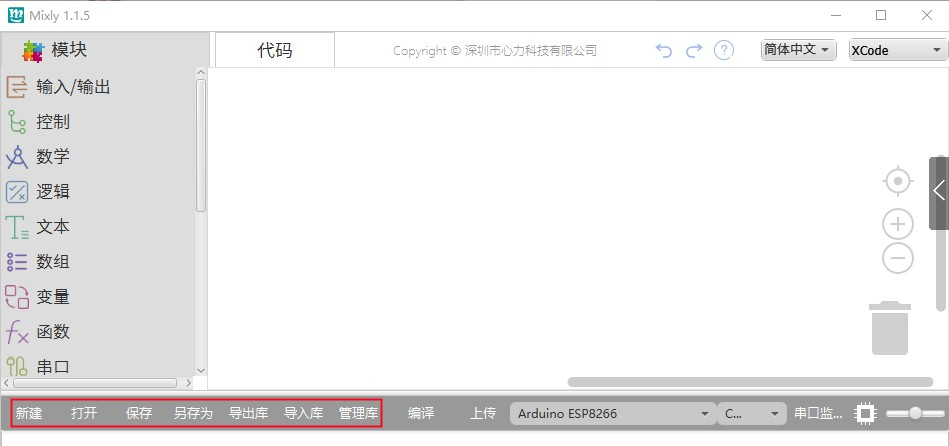 Mixly 1.1.5
模块
代码
Copyright © 深圳市心力科技有限公司
?
简体中文
XCode
输入/输出
控制
数学
逻辑
文本
数组
变量
函数
串口
新建 打开 保存 另存为 导出库 导入库 管理库 编译 上传 Arduino ESP8266 C... 串口监...